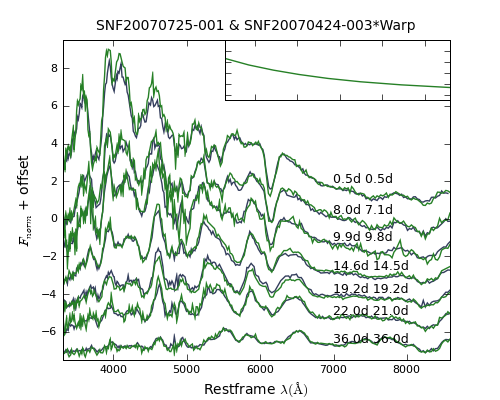 SNF20070725-001 & SNF20070424-003*Warp
8
6
4
2
0
−2
−4
−6
F_norm + offset
0.5d 0.5d
8.0d 7.1d
9.9d 9.8d
14.6d 14.5d
19.2d 19.2d
22.0d 21.0d
36.0d 36.0d
4000 5000 6000 7000 8000
Restframe λ(Å)